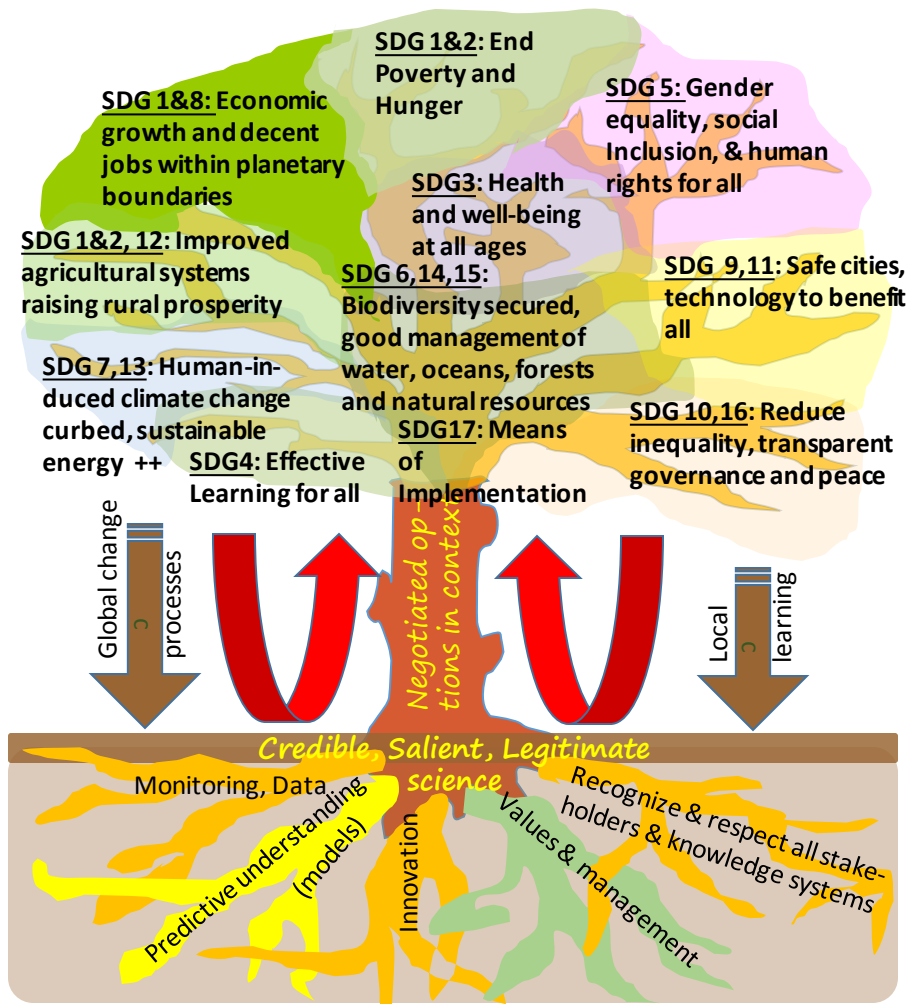 SDG 1&2: End
Poverty and
Hunger
SDG 1&8: Economic
growth and decent
jobs within planetary
boundaries
SDG 5: Gender
equality, social
Inclusion, & human
rights for all
SDG3: Health
and well-being
at all ages
SDG 1&2, 12: Improved
agricultural systems
raising rural prosperity
SDG 6,14,15:
Biodiversity secured,
good management of
water, oceans, forests
and natural resources
SDG 9,11: Safe cities,
technology to benefit
all
SDG 7,13: Human-in-
duced climate change
curbed, sustainable
energy ++
SDG4: Effective
Learning for all
SDG17: Means
of
Implementation
SDG 10,16: Reduce
inequality, transparent
governance and peace
Global change
processes
c
Negotiated op-
tions in context
Local
learning
c
Credible, Salient, Legitimate
science
Monitoring, Data
Predictive understanding
(models)
Innovation
Values & management
Recognize & respect all stake-
holders & knowledge systems